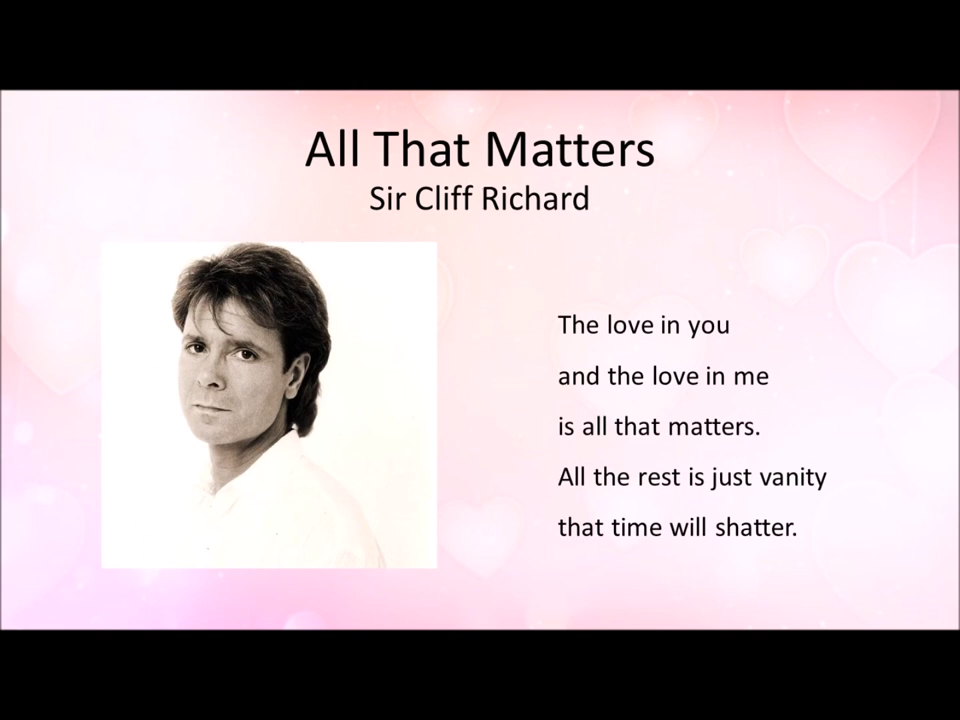 All That Matters
Sir Cliff Richard
The love in you
and the love in me
is all that matters.
All the rest is just vanity
that time will shatter.